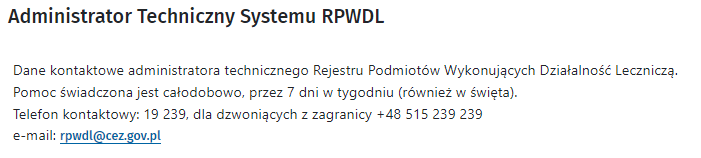 Administrator Techniczny Systemu RPWDL
Dane kontaktowe administratora technicznego Rejestru Podmiotów Wykonujących Działalność Leczniczą.
Pomoc świadczona jest całodobowo, przez 7 dni w tygodniu (również w święta).
Telefon kontaktowy: 19 239, dla dzwoniących z zagranicy +48 515 239 239
e-mail: rpwdl@cez.gov.pl